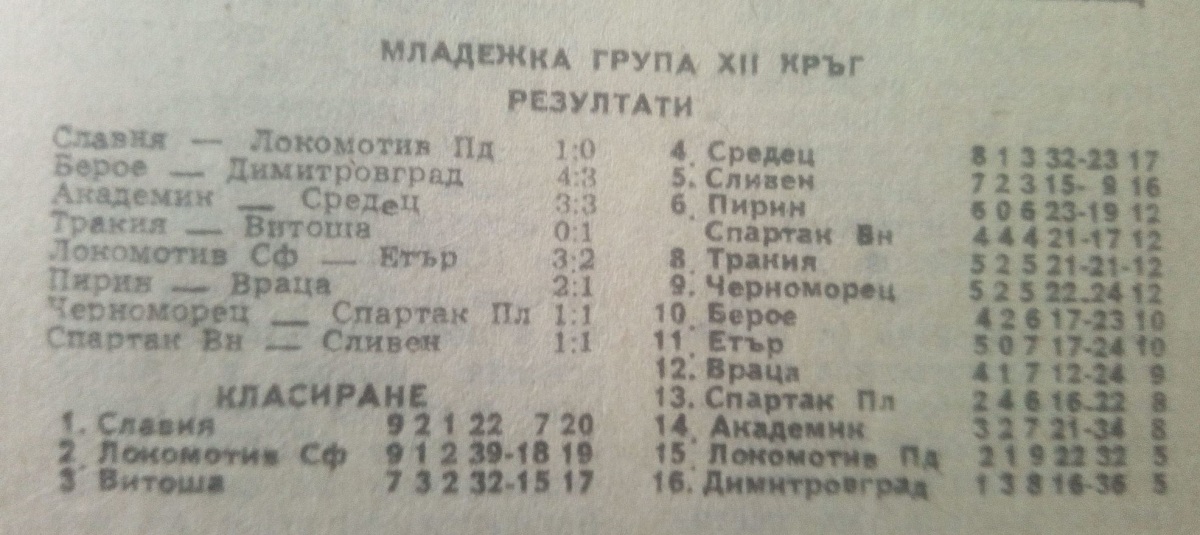 МЛАДЕЖКА ГРУПА XII КРЪГ
РЕЗУЛТАТИ
Славия — Локомотив Пд 1:0
Берое — Димитровград 4:3
Академик — Средец 3:3
Тракия — Витоша 0:1
Локомотив Сф — Етър 3:2
Пирин — Враца 2:1
Черноморец — Спартак Пл 1:1
Спартак Вн — Сливен 1:1
КЛАСИРАНЕ
1. Славия 9 2 1 22 7 20
2. Локомотив Сф 9 1 2 39-18 19
3 Витоша 7 3 2 32-15 17
4. Средец 8 1 3 32-23 17
5. Сливен 7 2 3 15- 9 16
6. Пирин 6 0 6 23-19 12
Спартак Вн 4 4 4 21-17 12
8. Тракия 5 2 5 21-21-12
9. Черноморец 5 2 5 22-24 12
10. Берое 4 2 6 17-23 10
11. Етър 5 0 7 17-24 10
12. Враца 4 1 7 12-24 9
13. Спартак Пл 2 4 6 16-22 8
14. Академик 3 2 7 21-34 8
15. Локомотив Пд 2 1 9 22 32 5
16. Димитровград 1 3 8 16-36 5